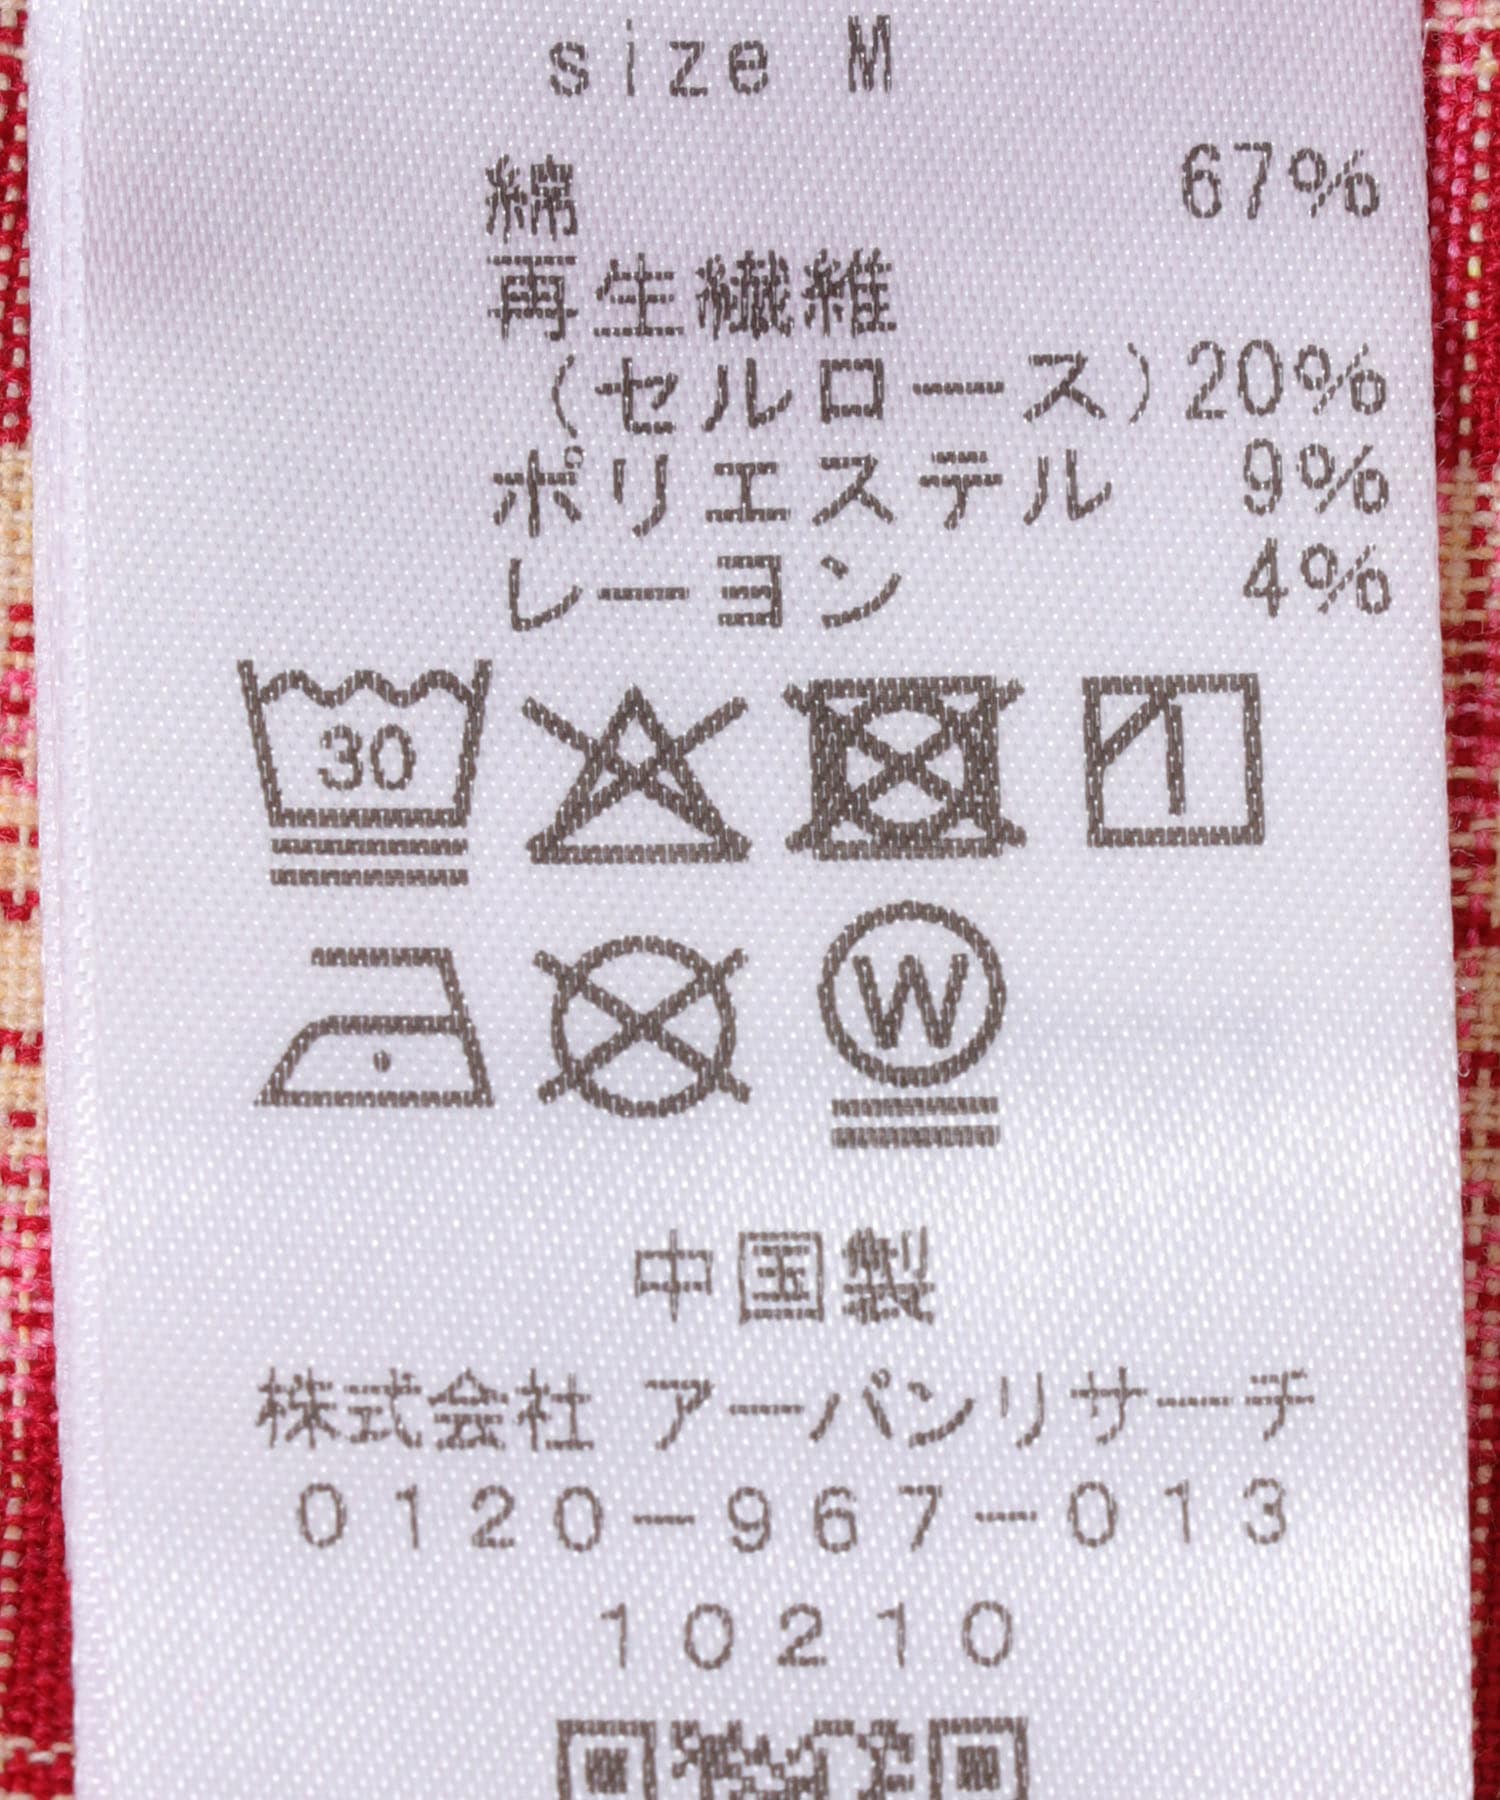 size M
綿 67%
再生繊維
(セルロース) 20%
ポリエステル 9%
レーヨン 4%
30
W
中国製
株式会社 アーバンリサーチ
0120-967-013
10210